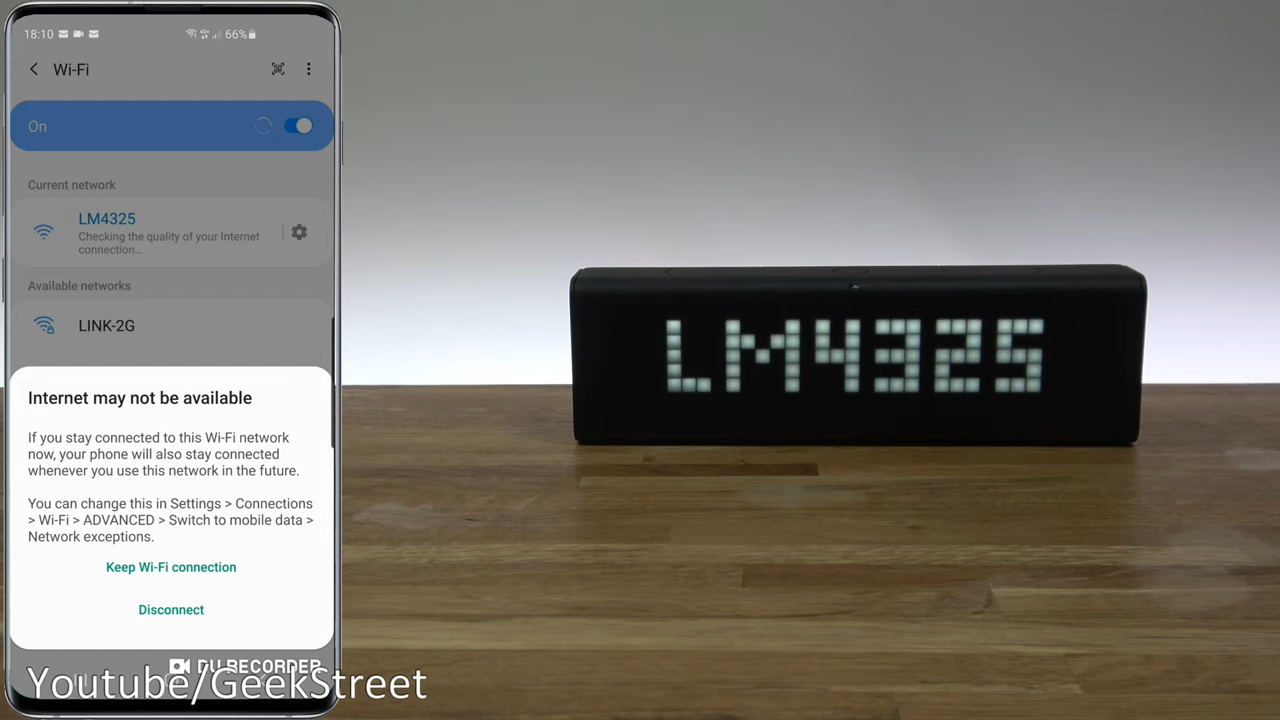 18:10
66%
Wi-Fi
On
Current network
LM4325
Checking the quality of your Internet
connection...
Available networks
LINK-2G
Internet may not be available
If you stay connected to this Wi-Fi network
now, your phone will also stay connected
whenever you use this network in the future.
You can change this in Settings > Connections
> Wi-Fi > ADVANCED > Switch to mobile data >
Network exceptions.
Keep Wi-Fi connection
Disconnect
DU RECORDER
Youtube/GeekStreet
LM4325